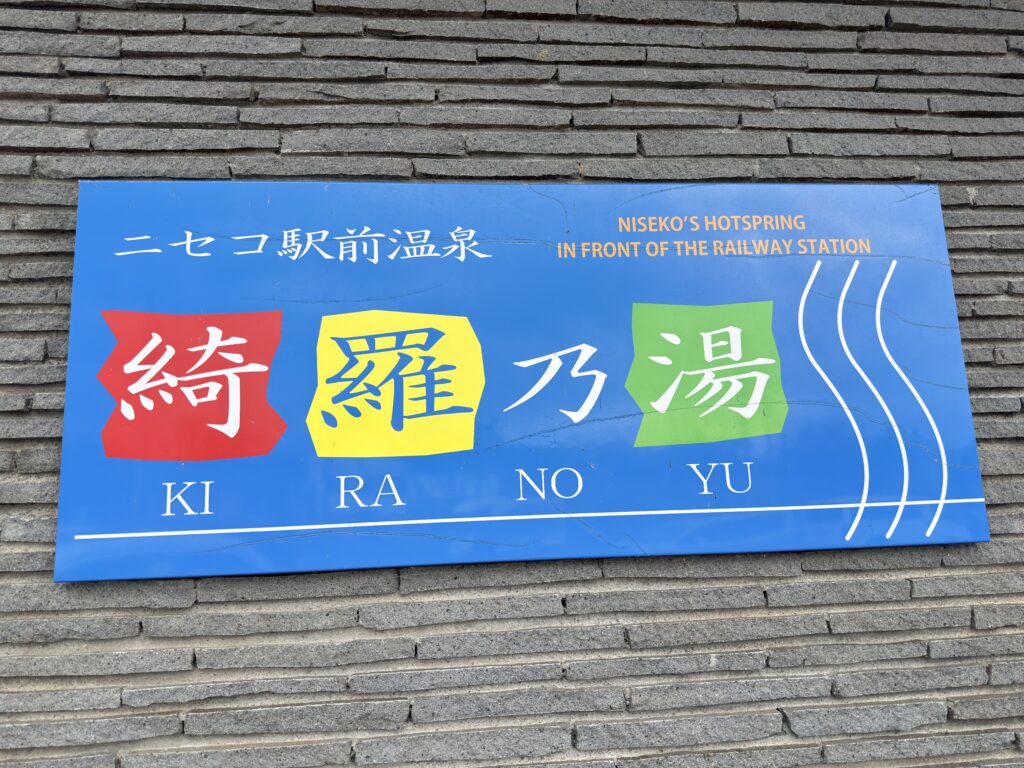 ニセコ駅前温泉
NISEKO'S HOTSPRING
IN FRONT OF THE RAILWAY STATION
綺羅乃湯
KI RA NO YU